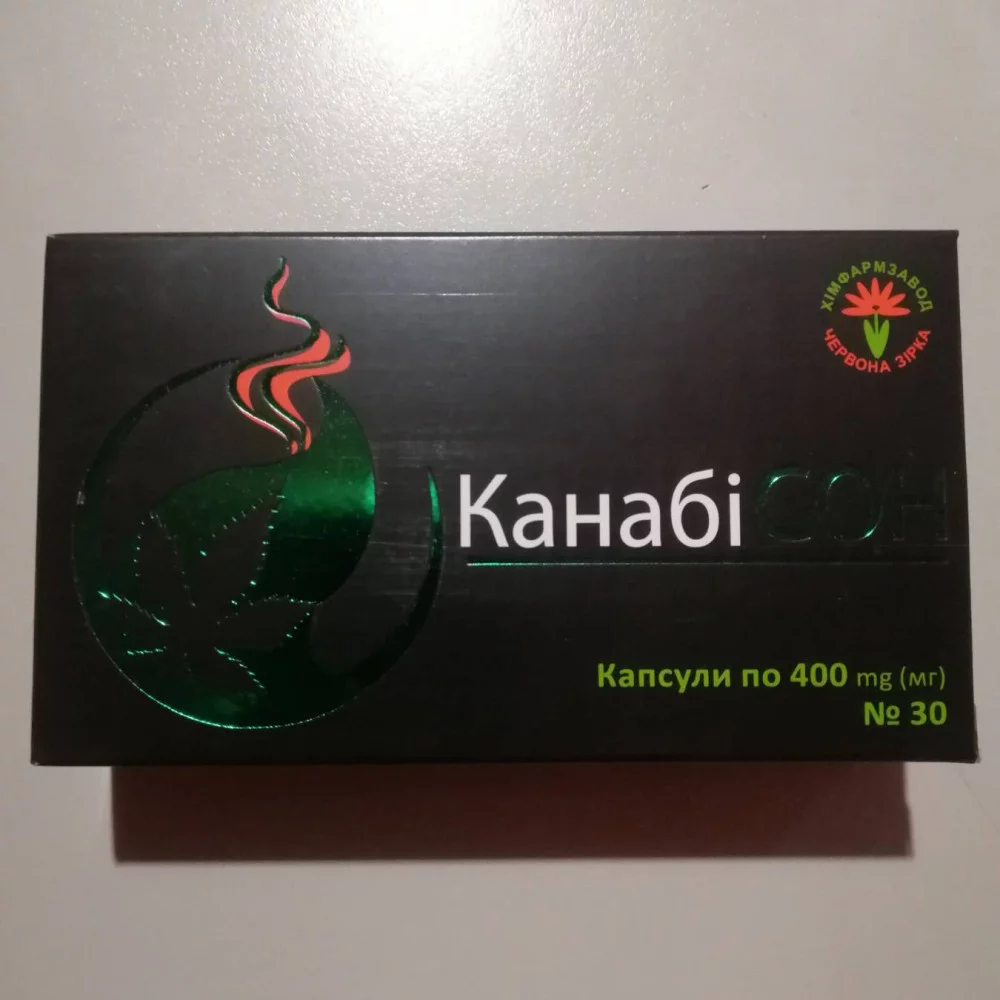 ХІМФАРМЗАВОД
ЧЕРВОНА ЗІРКА
КанабіСОН
Капсули по 400 mg (мг)
№ 30